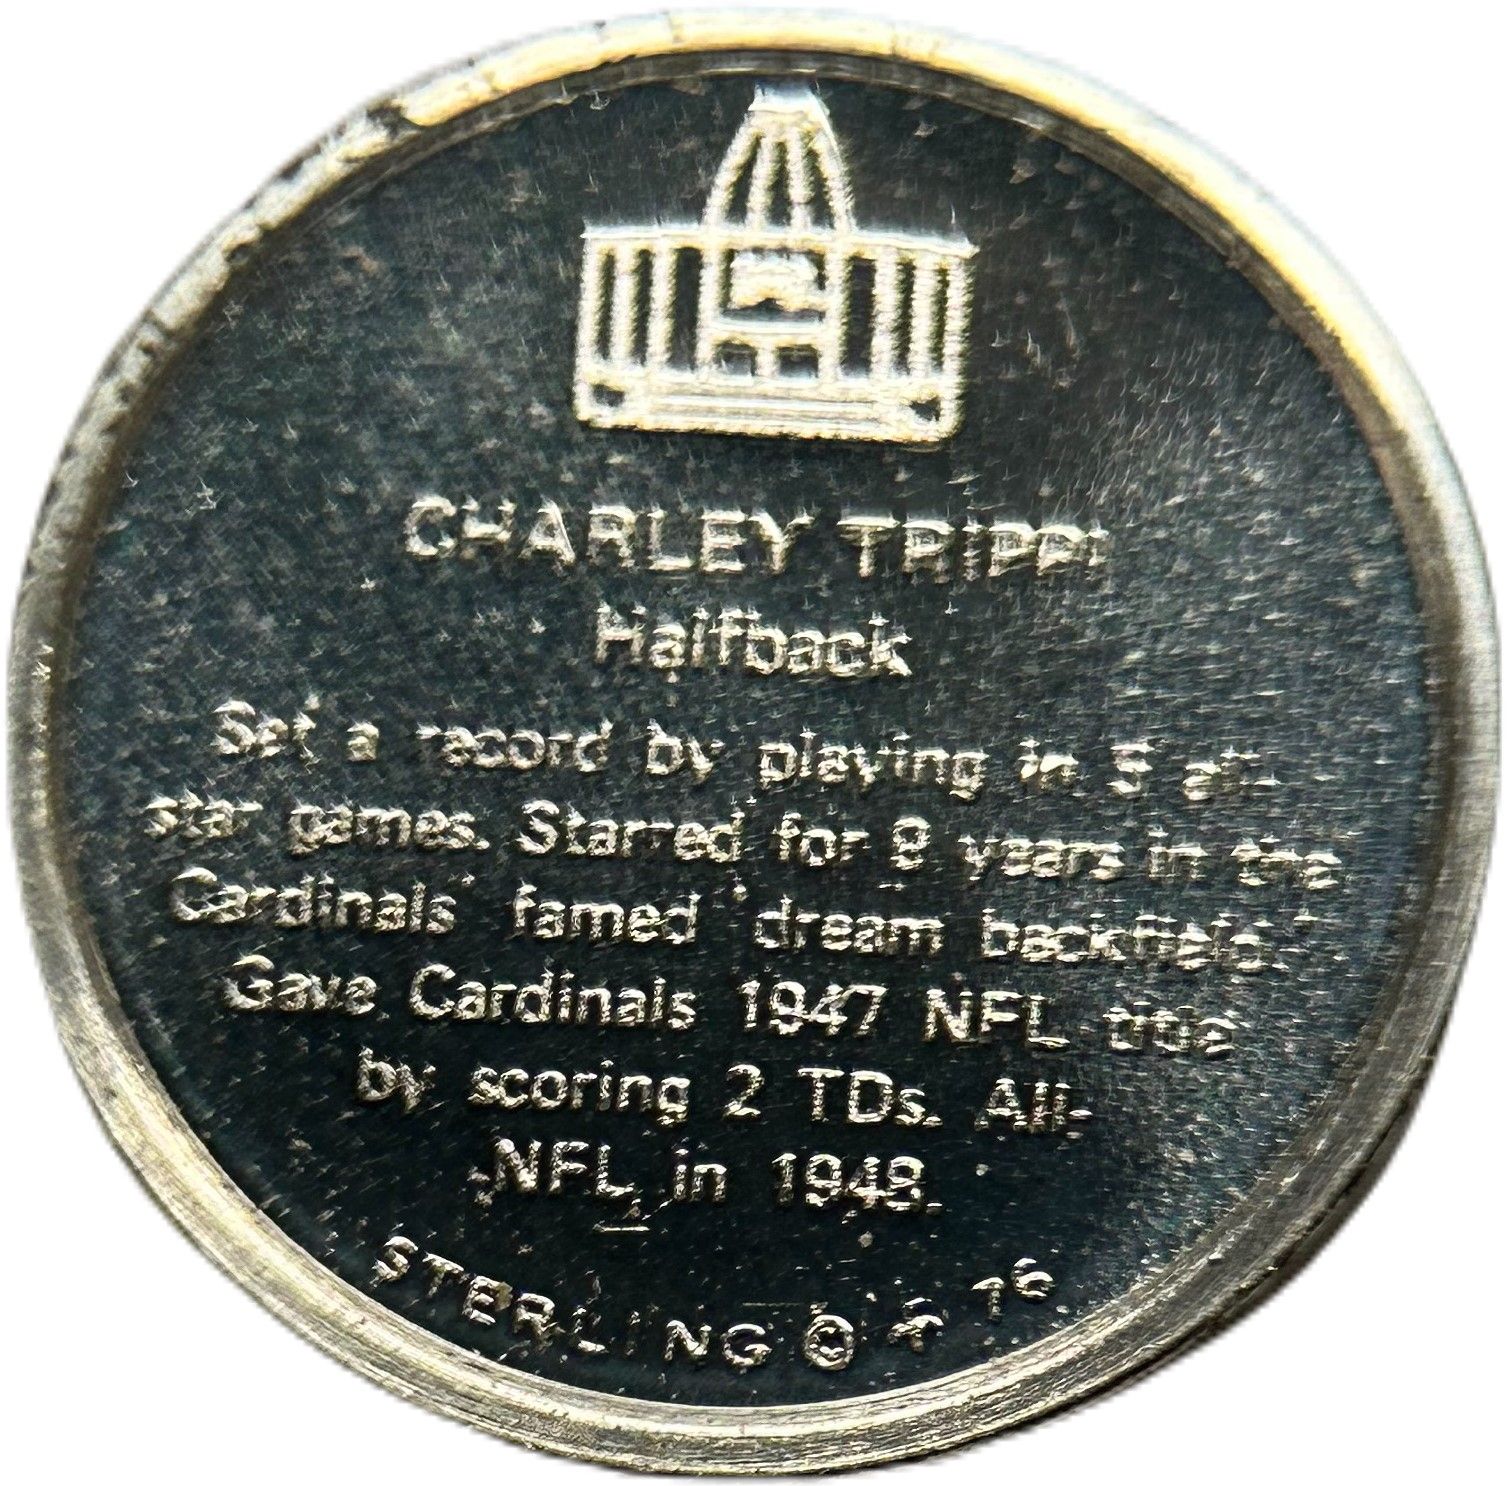 CHARLEY TRIPPI
Halfback
Set a record by playing in 5 all-
star games. Starred for 9 years in the
Cardinals' famed "dream backfield."
Gave Cardinals 1947 NFL title
by scoring 2 TDs. All-
NFL in 1948.
STERLING © 76